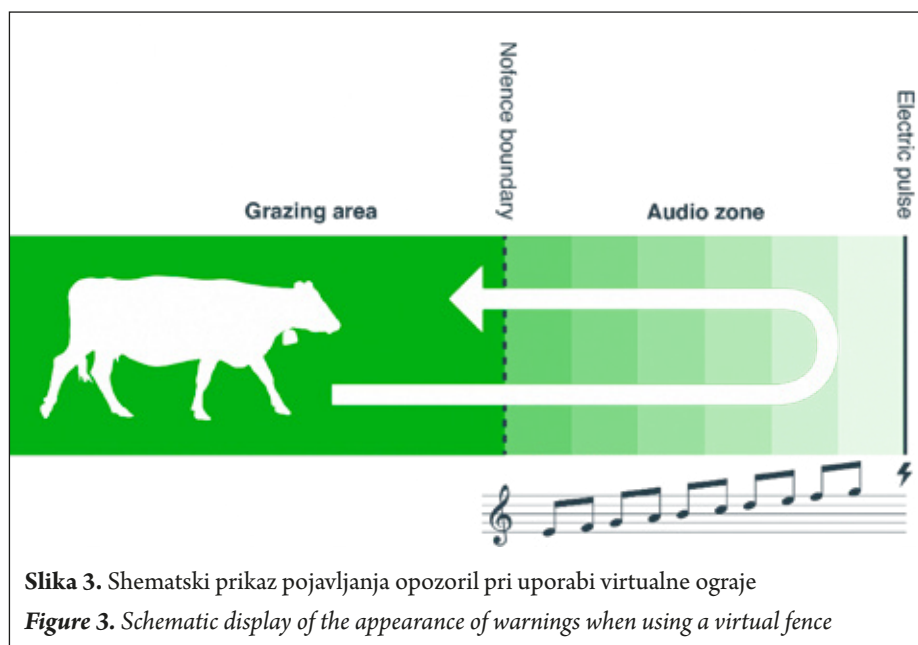 Nofence boundary
Electric pulse
Grazing area
Audio zone
Slika 3. Shematski prikaz pojavljanja opozoril pri uporabi virtualne ograje
Figure 3. Schematic display of the appearance of warnings when using a virtual fence